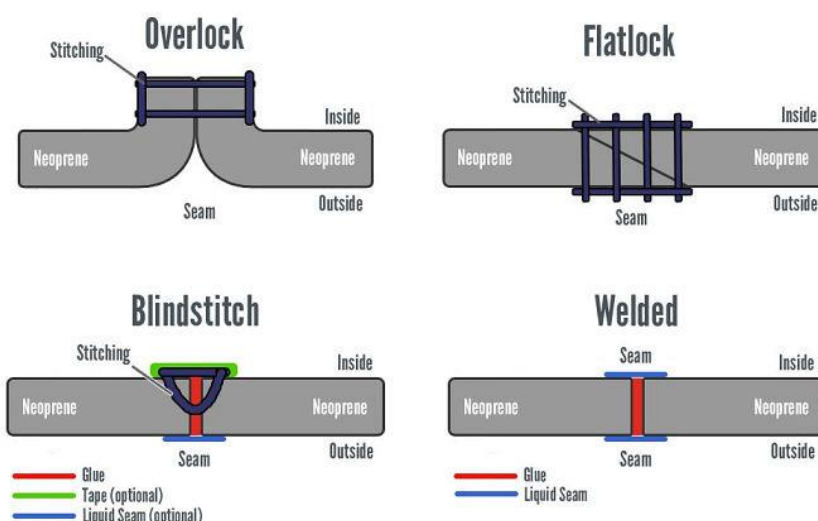 Overlock
Stitching
Inside
Neoprene
Neoprene
Seam
Outside
Flatlock
Stitching
Inside
Neoprene
Neoprene
Seam
Outside
Blindstitch
Stitching
Inside
Neoprene
Neoprene
Seam
Outside
Glue
Tape (optional)
Liquid Seam (optional)
Welded
Seam
Inside
Neoprene
Neoprene
Seam
Outside
Glue
Liquid Seam